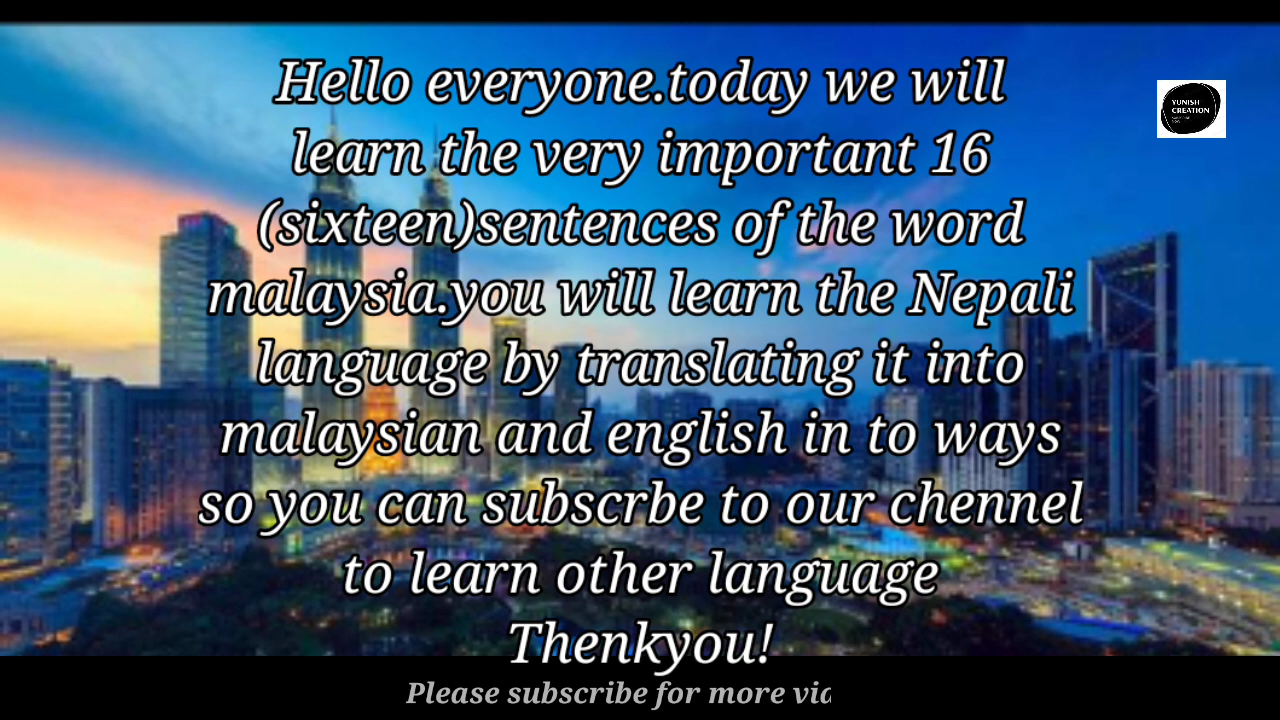 Hello everyone.today we will
learn the very important 16
(sixteen)sentences of the word
malaysia.you will learn the Nepali
language by translating it into
malaysian and english in to ways
so you can subscrbe to our chennel
to learn other language
Thenkyou!
Please subscribe for more
YUNISH
CREATION